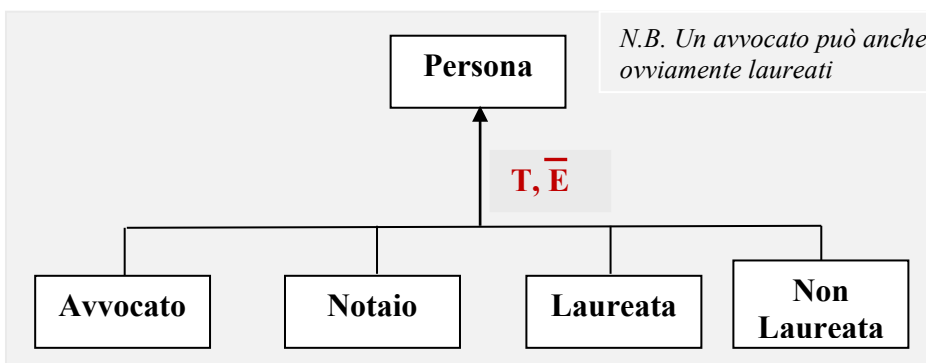 N.B. Un avvocato può anche
ovviamente laureati
Persona
T, E̅
Avvocato
Notaio
Laureata
Non
Laureata